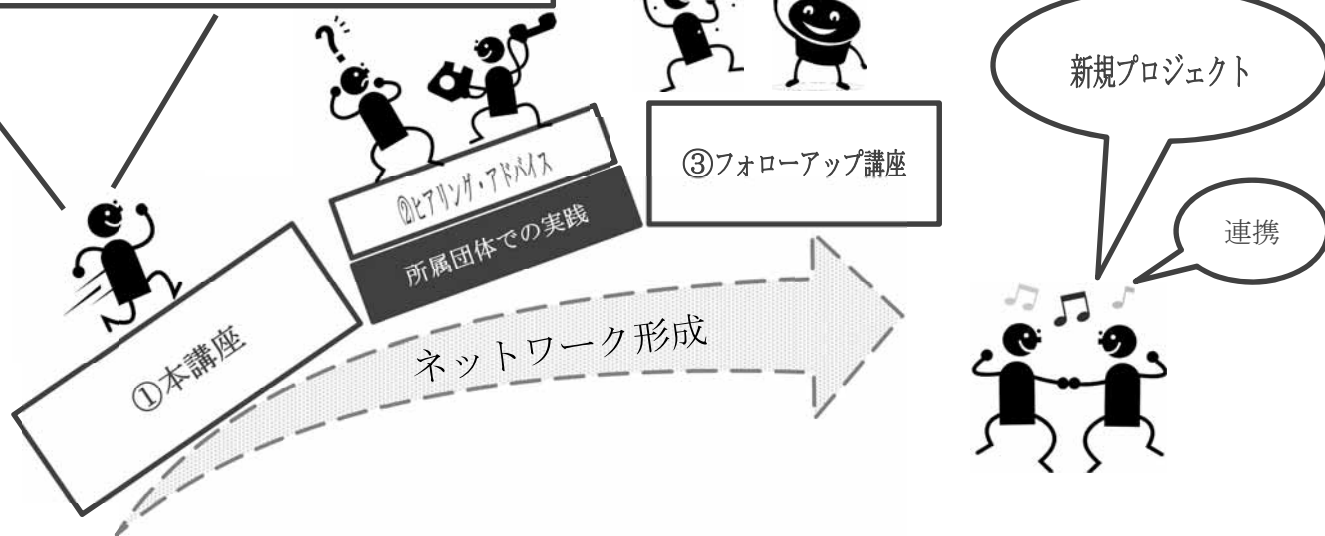 新規プロジェクト
連携
③フォローアップ講座
②ヒアリング・アドバイス
所属団体での実践
①本講座
ネットワーク形成